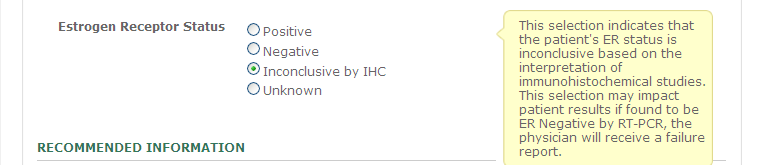 Estrogen Receptor Status
Positive
Negative
Inconclusive by IHC
Unknown
This selection indicates that
the patient's ER status is
inconclusive based on the
interpretation of
immunohistochemical studies.
This selection may impact
patient results if found to be
ER Negative by RT-PCR, the
physician will receive a failure
report.
RECOMMENDED INFORMATION